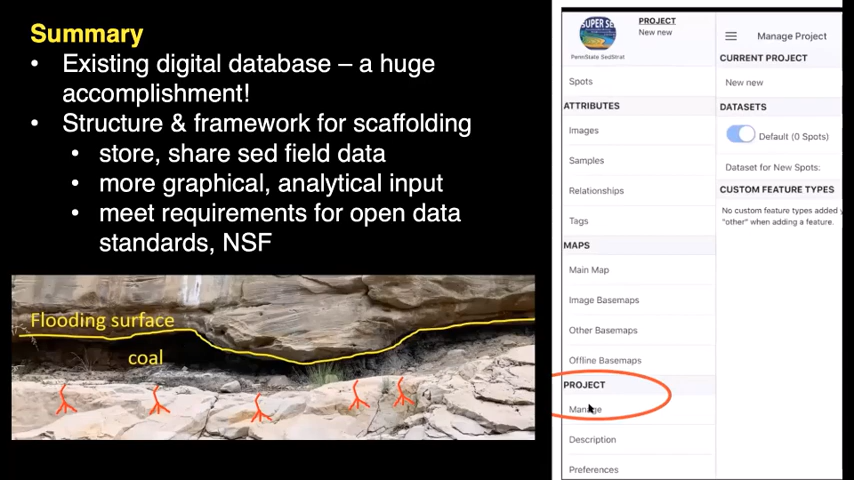 Summary
• Existing digital database – a huge
accomplishment!
• Structure & framework for scaffolding
• store, share sed field data
• more graphical, analytical input
• meet requirements for open data
standards, NSF
Flooding surface
coal
SUPER SE
PennState SedStrat
PROJECT
New new
Spots
ATTRIBUTES
Images
Samples
Relationships
Tags
MAPS
Main Map
Image Basemaps
Other Basemaps
Offline Basemaps
PROJECT
Manage
Description
Preferences
Manage Project
CURRENT PROJECT
New new
DATASETS
Default (0 Spots)
Dataset for New Spots:
CUSTOM FEATURE TYPES
No custom feature types added y
"other" when adding a feature.